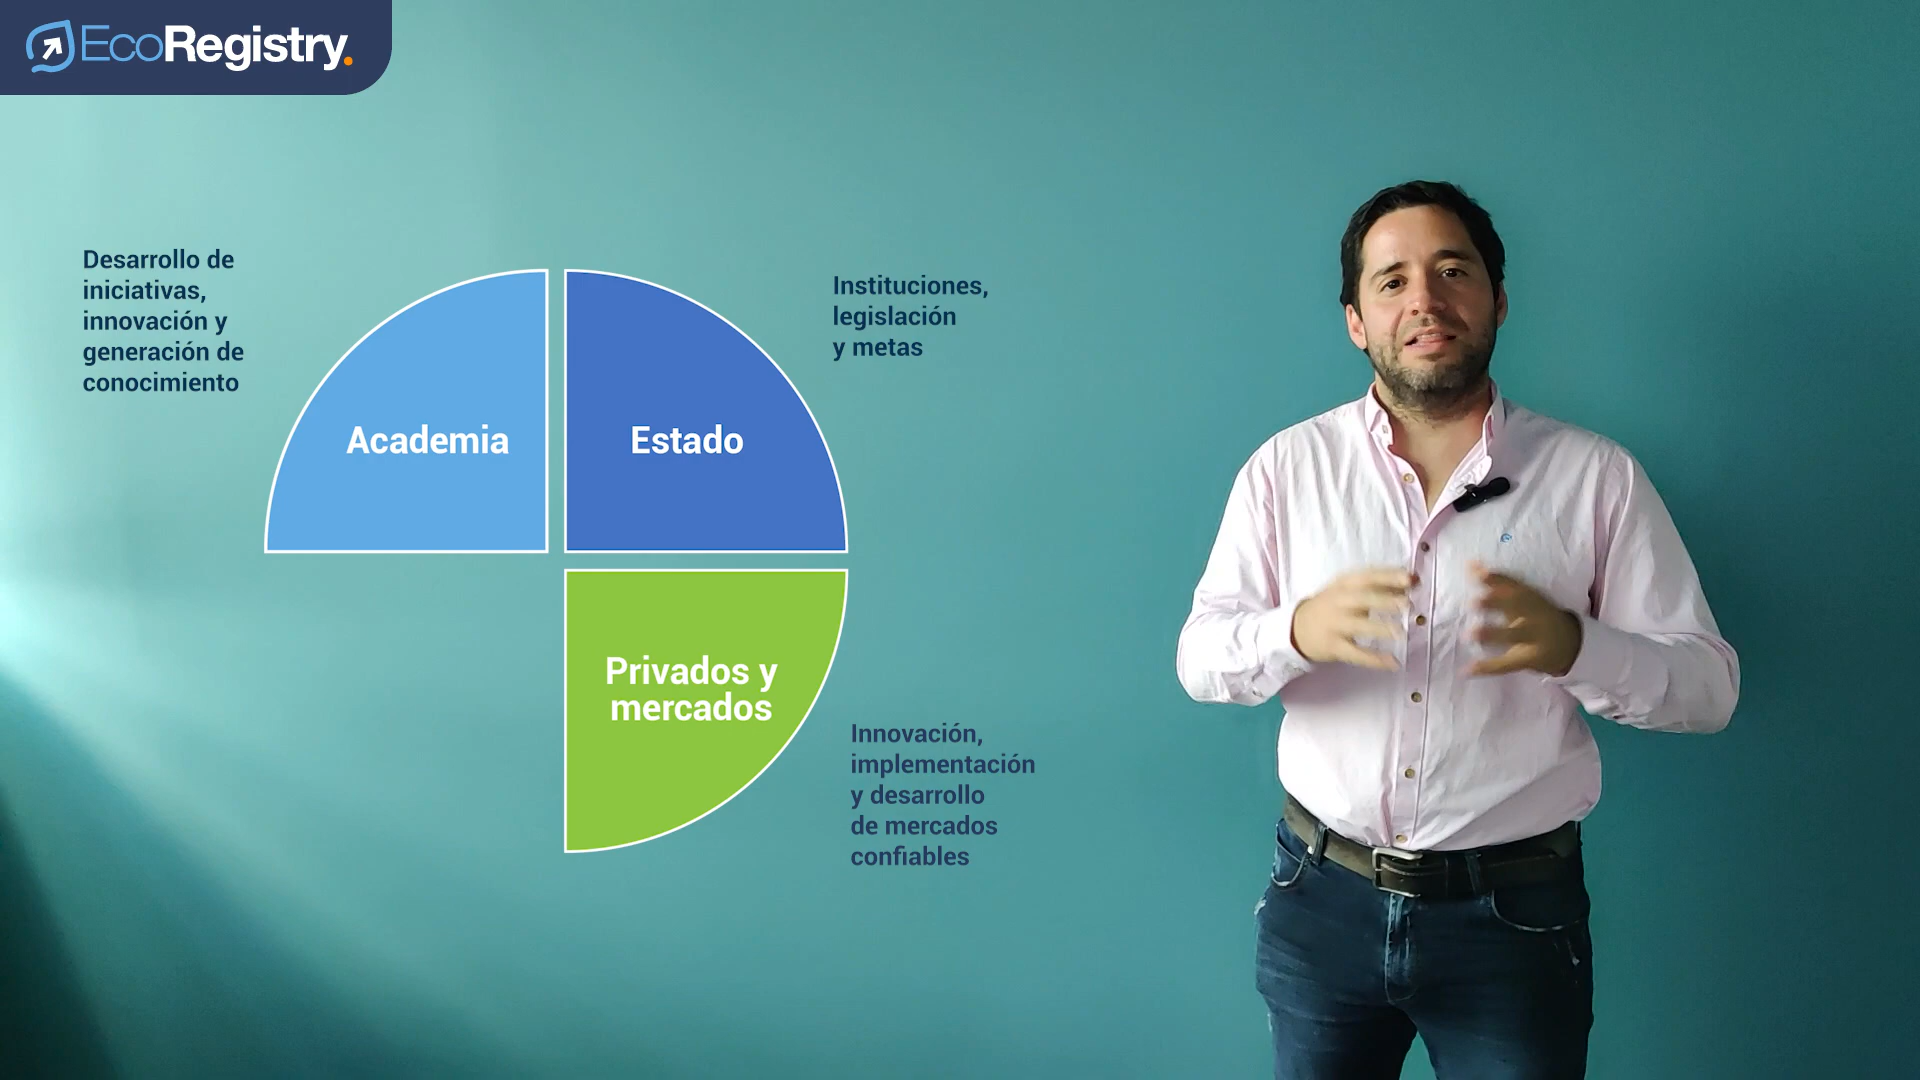 EcoRegistry.
Desarrollo de
iniciativas,
innovación y
generación de
conocimiento
Academia
Estado
Instituciones,
legislación
y metas
Privados y
mercados
Innovación,
implementación
y desarrollo
de mercados
confiables